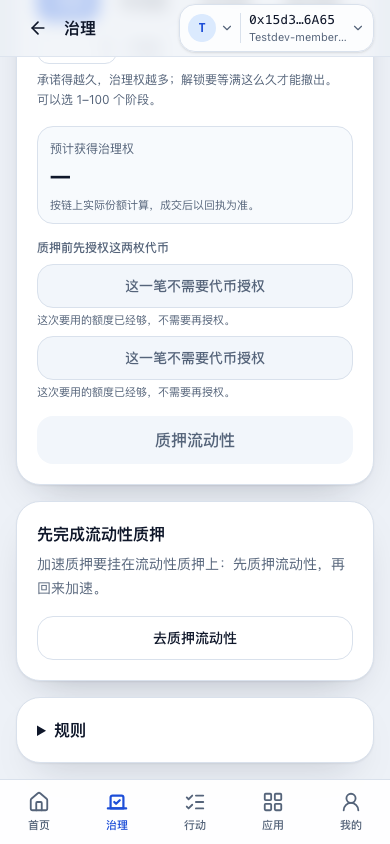 治理
T
0x15d3…6A65
Testdev-member...
承诺得越久，治理权越多；解锁要等满这么久才能撤出。
可以选 1–100 个阶段。
预计获得治理权
—
按链上实际份额计算，成交后以回执为准。
质押前先授权这两枚代币
这一笔不需要代币授权
这次要用的额度已经够，不需要再授权。
这一笔不需要代币授权
这次要用的额度已经够，不需要再授权。
质押流动性
先完成流动性质押
加速质押要挂在流动性质押上：先质押流动性，再
回来加速。
去质押流动性
规则
首页
治理
行动
应用
我的